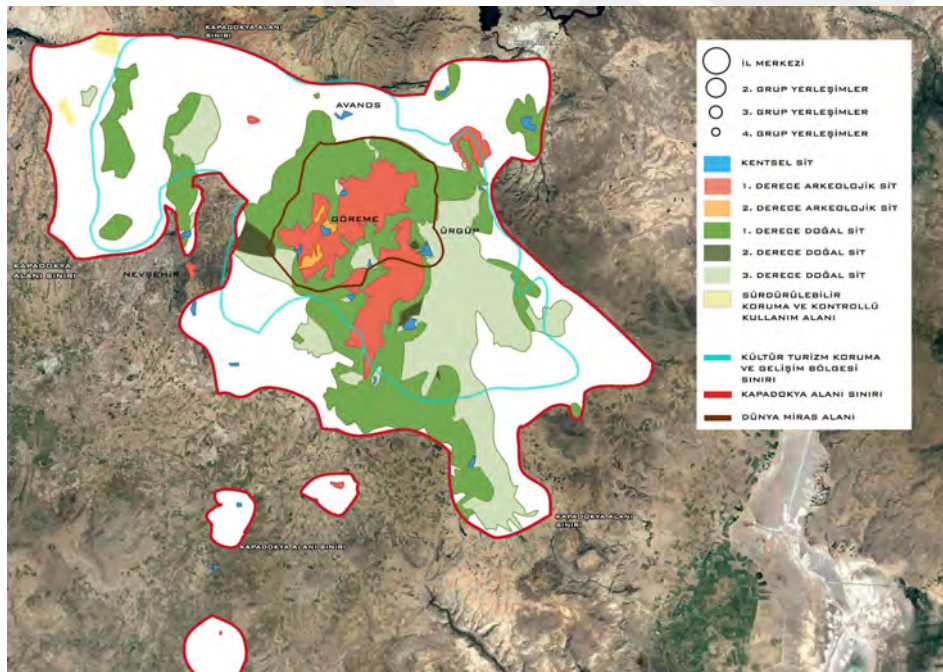 KAPADOKYA ALANI
SINIRI
AVANOS
GÖREME
ÜRGÜP
NEVŞEHİR
KAPADOKYA
ALANI SINIRI
KAPADOKYA ALANI
SINIRI
KAPADOKYA ALANI SINIRI
İL MERKEZİ
2. GRUP YERLEŞİMLER
3. GRUP YERLEŞİMLER
4. GRUP YERLEŞİMLER
KENTSEL SİT
1. DERECE ARKEOLOJİK SİT
2. DERECE ARKEOLOJİK SİT
1. DERECE DOĞAL SİT
2. DERECE DOĞAL SİT
3. DERECE DOĞAL SİT
SÜRDÜRÜLEBİLİR
KORUMA VE KONTROLLÜ
KULLANIM ALANI
KÜLTÜR TURİZM KORUMA
VE GELİŞİM BÖLGESİ
SINIRI
KAPADOKYA ALANI SINIRI
DÜNYA MİRAS ALANI